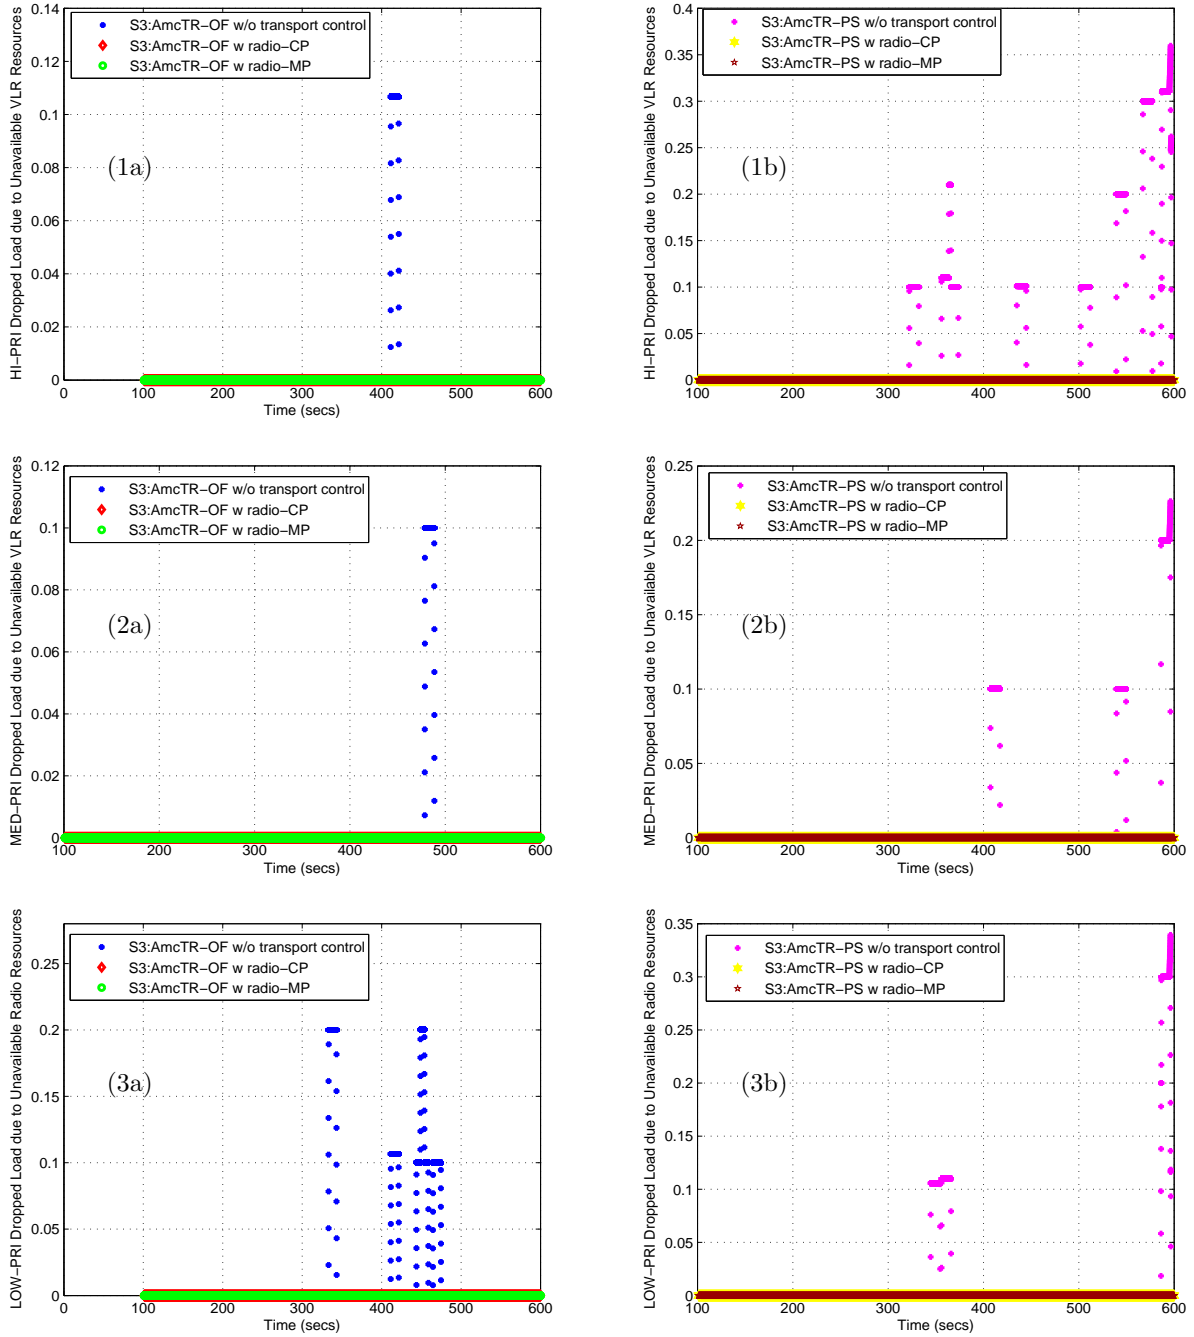 HI−PRI Dropped Load due to Unavailable VLR Resources
0.14
0.12
0.1
0.08
0.06
0.04
0.02
0
S3:AmcTR−OF w/o transport control
S3:AmcTR−OF w radio−CP
S3:AmcTR−OF w radio−MP
(1a)
0 100 200 300 400 500 600
Time (secs)
HI−PRI Dropped Load due to Unavailable VLR Resources
0.4
0.35
0.3
0.25
0.2
0.15
0.1
0.05
0
S3:AmcTR−PS w/o transport control
S3:AmcTR−PS w radio−CP
S3:AmcTR−PS w radio−MP
(1b)
100 200 300 400 500 600
Time (secs)
MED−PRI Dropped Load due to Unavailable VLR Resources
0.12
0.1
0.08
0.06
0.04
0.02
0
S3:AmcTR−OF w/o transport control
S3:AmcTR−OF w radio−CP
S3:AmcTR−OF w radio−MP
(2a)
100 200 300 400 500 600
Time (secs)
MED−PRI Dropped Load due to Unavailable VLR Resources
0.25
0.2
0.15
0.1
0.05
0
S3:AmcTR−PS w/o transport control
S3:AmcTR−PS w radio−CP
S3:AmcTR−PS w radio−MP
(2b)
100 200 300 400 500 600
Time (secs)
LOW−PRI Dropped Load due to Unavailable Radio Resources
0.25
0.2
0.15
0.1
0.05
0
S3:AmcTR−OF w/o transport control
S3:AmcTR−OF w radio−CP
S3:AmcTR−OF w radio−MP
(3a)
0 100 200 300 400 500 600
Time (secs)
LOW−PRI Dropped Load due to Unavailable Radio Resources
0.35
0.3
0.25
0.2
0.15
0.1
0.05
0
S3:AmcTR−PS w/o transport control
S3:AmcTR−PS w radio−CP
S3:AmcTR−PS w radio−MP
(3b)
100 200 300 400 500 600
Time (secs)